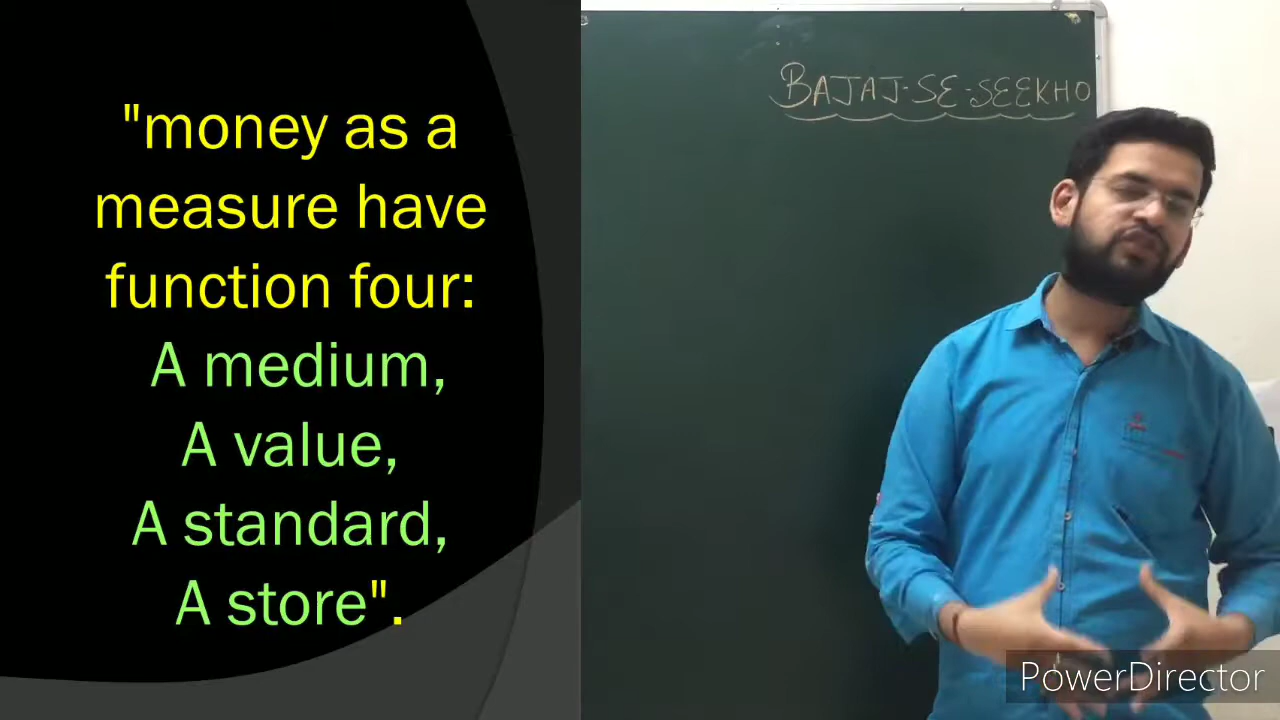 "money as a
measure have
function four:
A medium,
A value,
A standard,
A store".
BAJAJ-SE-SEEKHO
PowerDirector